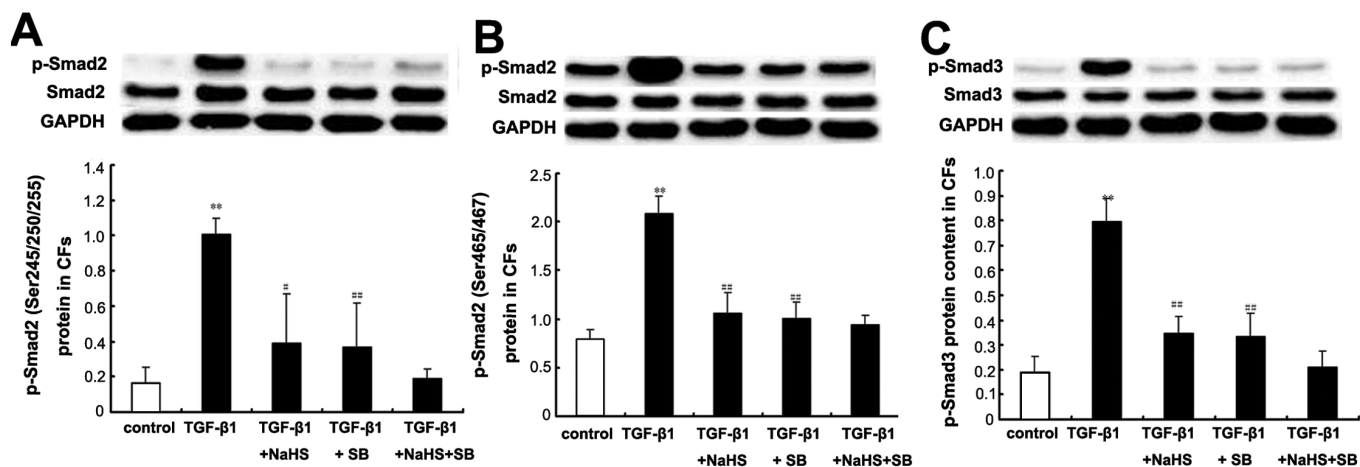 A
p-Smad2
Smad2
GAPDH
p-Smad2 (Ser245/250/255)
protein in CFs
1.4
1.2
1.0
0.8
0.6
0.4
0.2
0
**
#
##
control
TGF-β1
TGF-β1
+NaHS
TGF-β1
+ SB
TGF-β1
+NaHS+SB
B
p-Smad2
Smad2
GAPDH
p-Smad2 (Ser465/467)
protein in CFs
2.5
2.0
1.5
1.0
0.5
0
**
##
##
control
TGF-β1
TGF-β1
+NaHS
TGF-β1
+ SB
TGF-β1
+NaHS+SB
C
p-Smad3
Smad3
GAPDH
p-Smad3 protein content in CFs
1.0
0.9
0.8
0.7
0.6
0.5
0.4
0.3
0.2
0.1
0
**
##
##
control
TGF-β1
TGF-β1
+NaHS
TGF-β1
+ SB
TGF-β1
+NaHS+SB